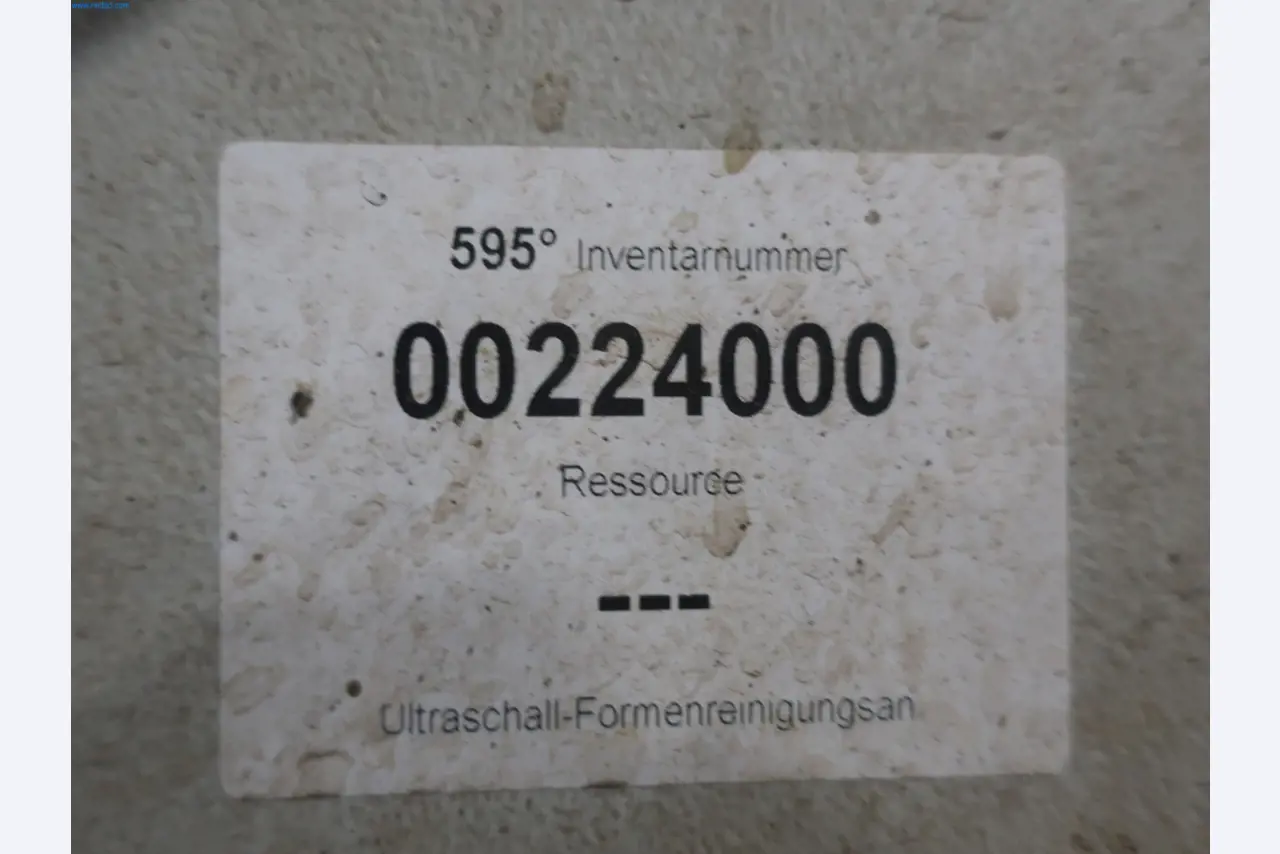 595° Inventarnummer
00224000
Ressource
---
Ultraschall-Formenreinigungsan